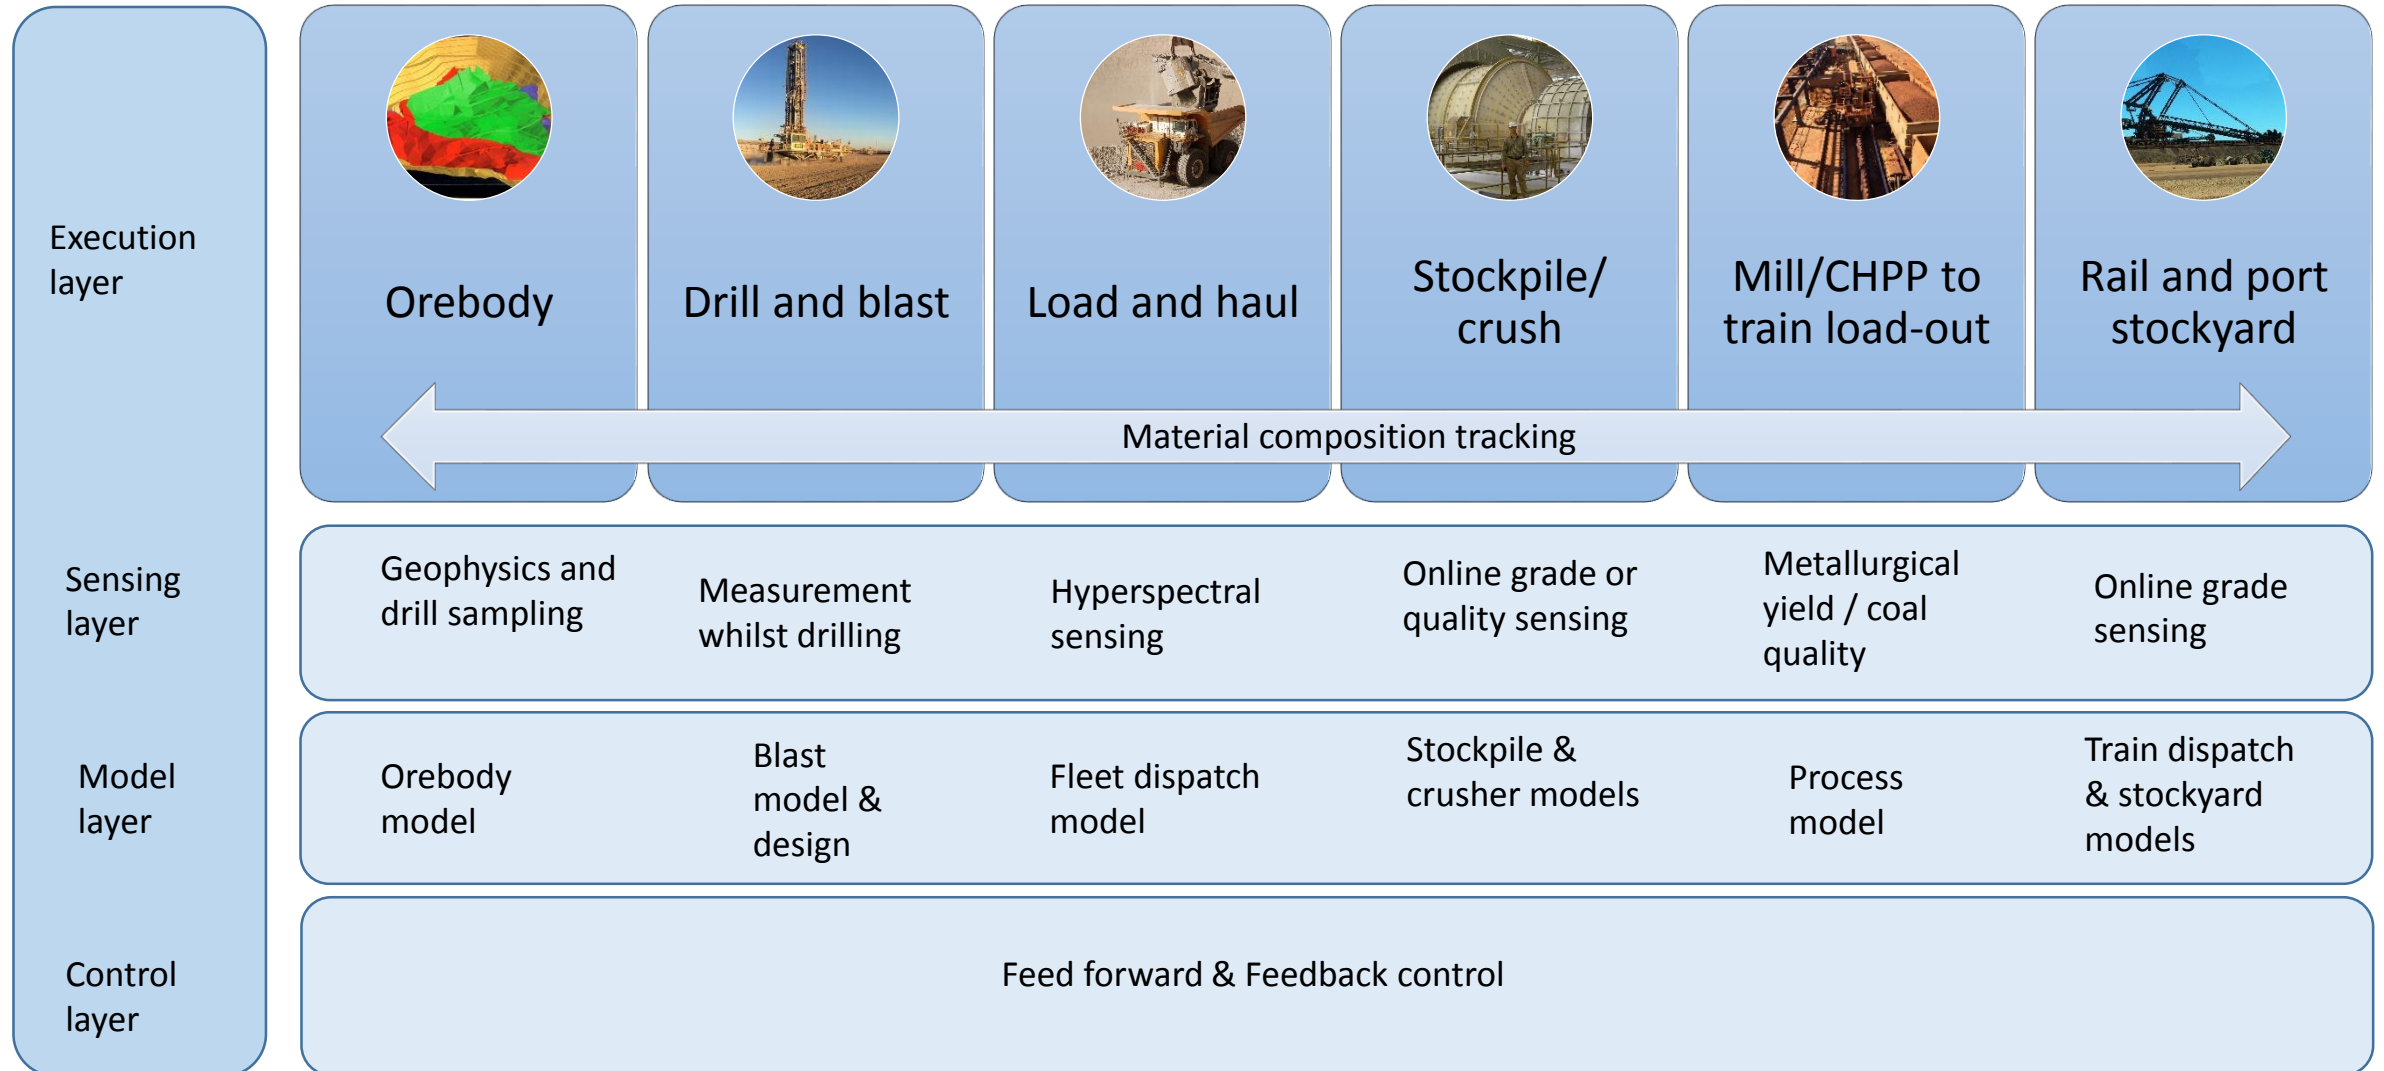 Execution
layer
Orebody
Drill and blast
Load and haul
Stockpile/
crush
Mill/CHPP to
train load-out
Rail and port
stockyard
Material composition tracking
Sensing
layer
Geophysics and
drill sampling
Measurement
whilst drilling
Hyperspectral
sensing
Online grade or
quality sensing
Metallurgical
yield / coal
quality
Online grade
sensing
Model
layer
Orebody
model
Blast
model &
design
Fleet dispatch
model
Stockpile &
crusher models
Process
model
Train dispatch
& stockyard
models
Control
layer
Feed forward & Feedback control